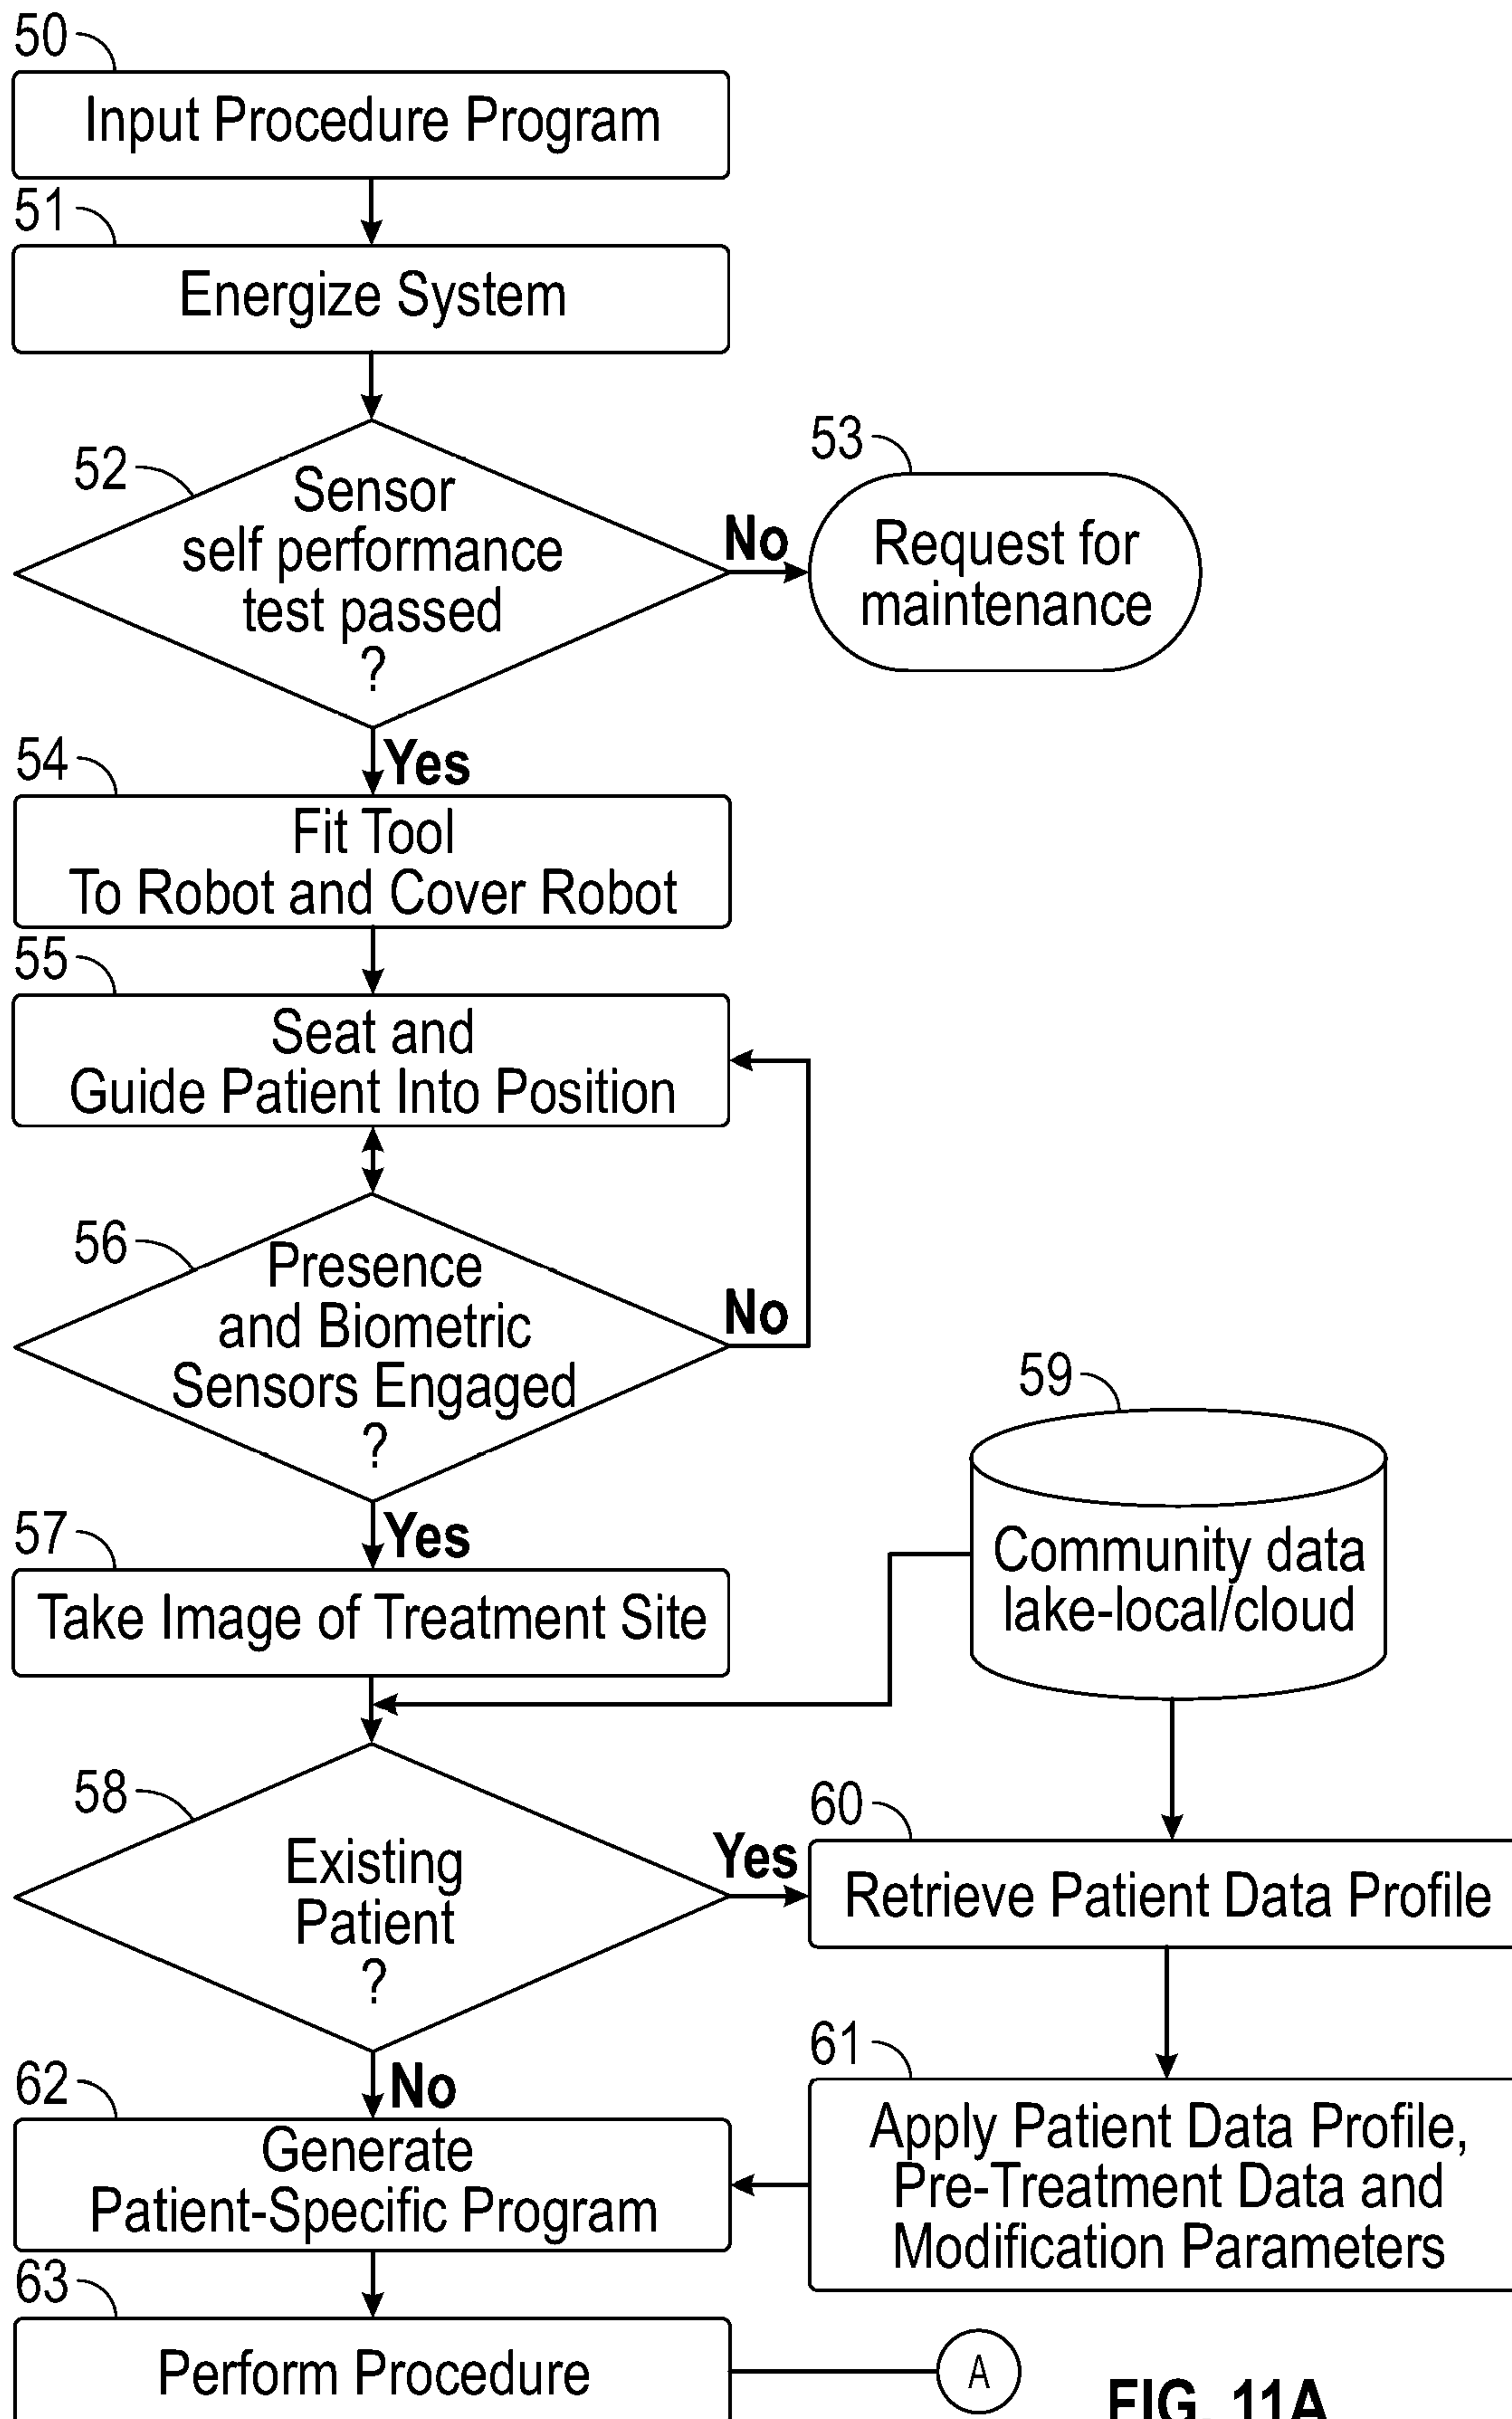 50
Input Procedure Program
51
Energize System
52
Sensor
self performance
test passed
?
No
53
Request for
maintenance
Yes
54
Fit Tool
To Robot and Cover Robot
55
Seat and
Guide Patient Into Position
56
Presence
and Biometric
Sensors Engaged
?
No
Yes
57
Take Image of Treatment Site
59
Community data
lake-local/cloud
58
Existing
Patient
?
Yes
60
Retrieve Patient Data Profile
61
Apply Patient Data Profile,
Pre-Treatment Data and
Modification Parameters
No
62
Generate
Patient-Specific Program
63
Perform Procedure
A
FIG. 11A